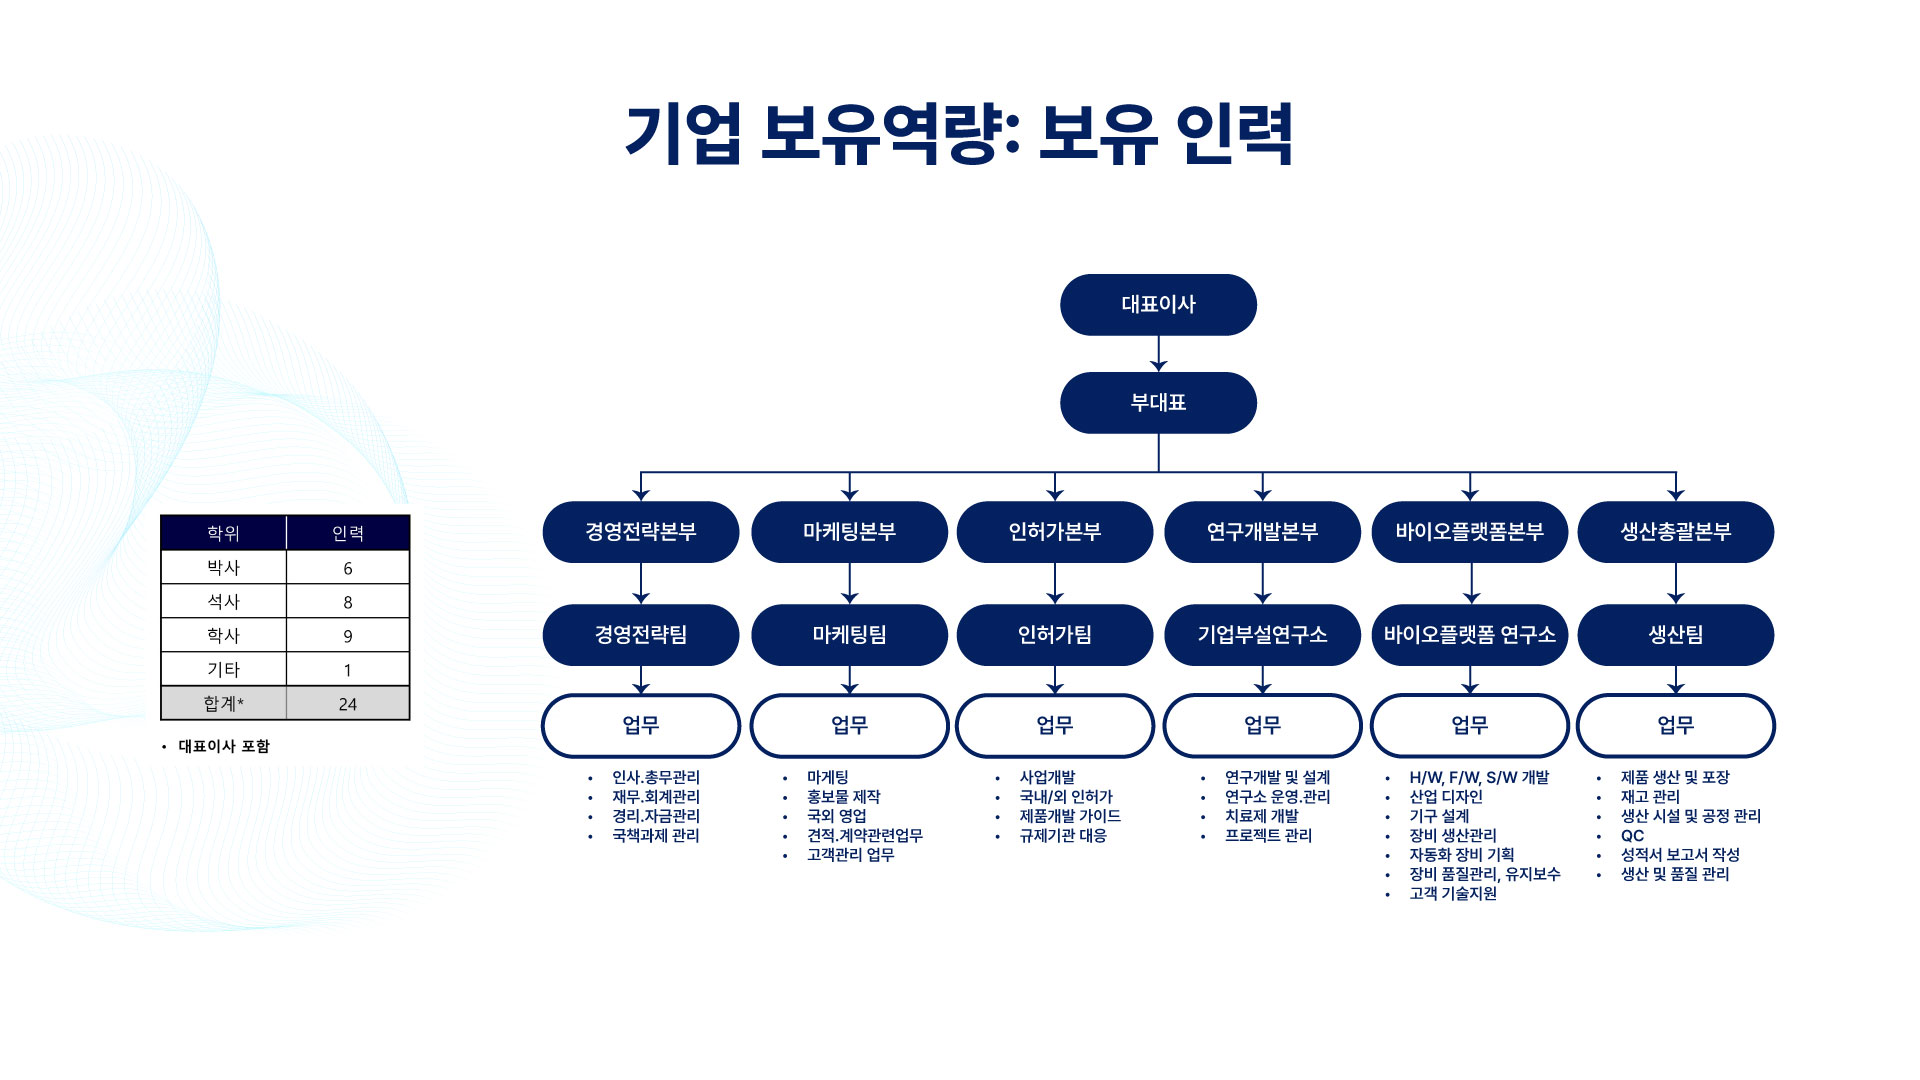 기업 보유역량: 보유 인력
대표이사
부대표
경영전략본부
마케팅본부
인허가본부
연구개발본부
바이오플랫폼본부
생산총괄본부
경영전략팀
마케팅팀
인허가팀
기업부설연구소
바이오플랫폼 연구소
생산팀
업무
업무
업무
업무
업무
업무
• 인사.총무관리
• 재무.회계관리
• 경리.자금관리
• 국책과제 관리
• 마게팅
• 홍보물 제작
• 국외 영업
• 견적.계약관련업무
• 고객관리 업무
• 사업개발
• 국내/외 인허가
• 제품개발 가이드
• 규제기관 대응
• 연구개발 및 설계
• 연구소 운영.관리
• 치료제 개발
• 프로젝트 관리
• H/W, F/W, S/W 개발
• 산업 디자인
• 기구 설계
• 장비 생산관리
• 자동화 장비 기획
• 장비 품질관리, 유지보수
• 고객 기술지원
• 제품 생산 및 포장
• 재고 관리
• 생산 시설 및 공정 관리
• QC
• 성적서 보고서 작성
• 생산 및 품질 관리
학위 인력
박사 6
석사 8
학사 9
기타 1
합계* 24
• 대표이사 포함